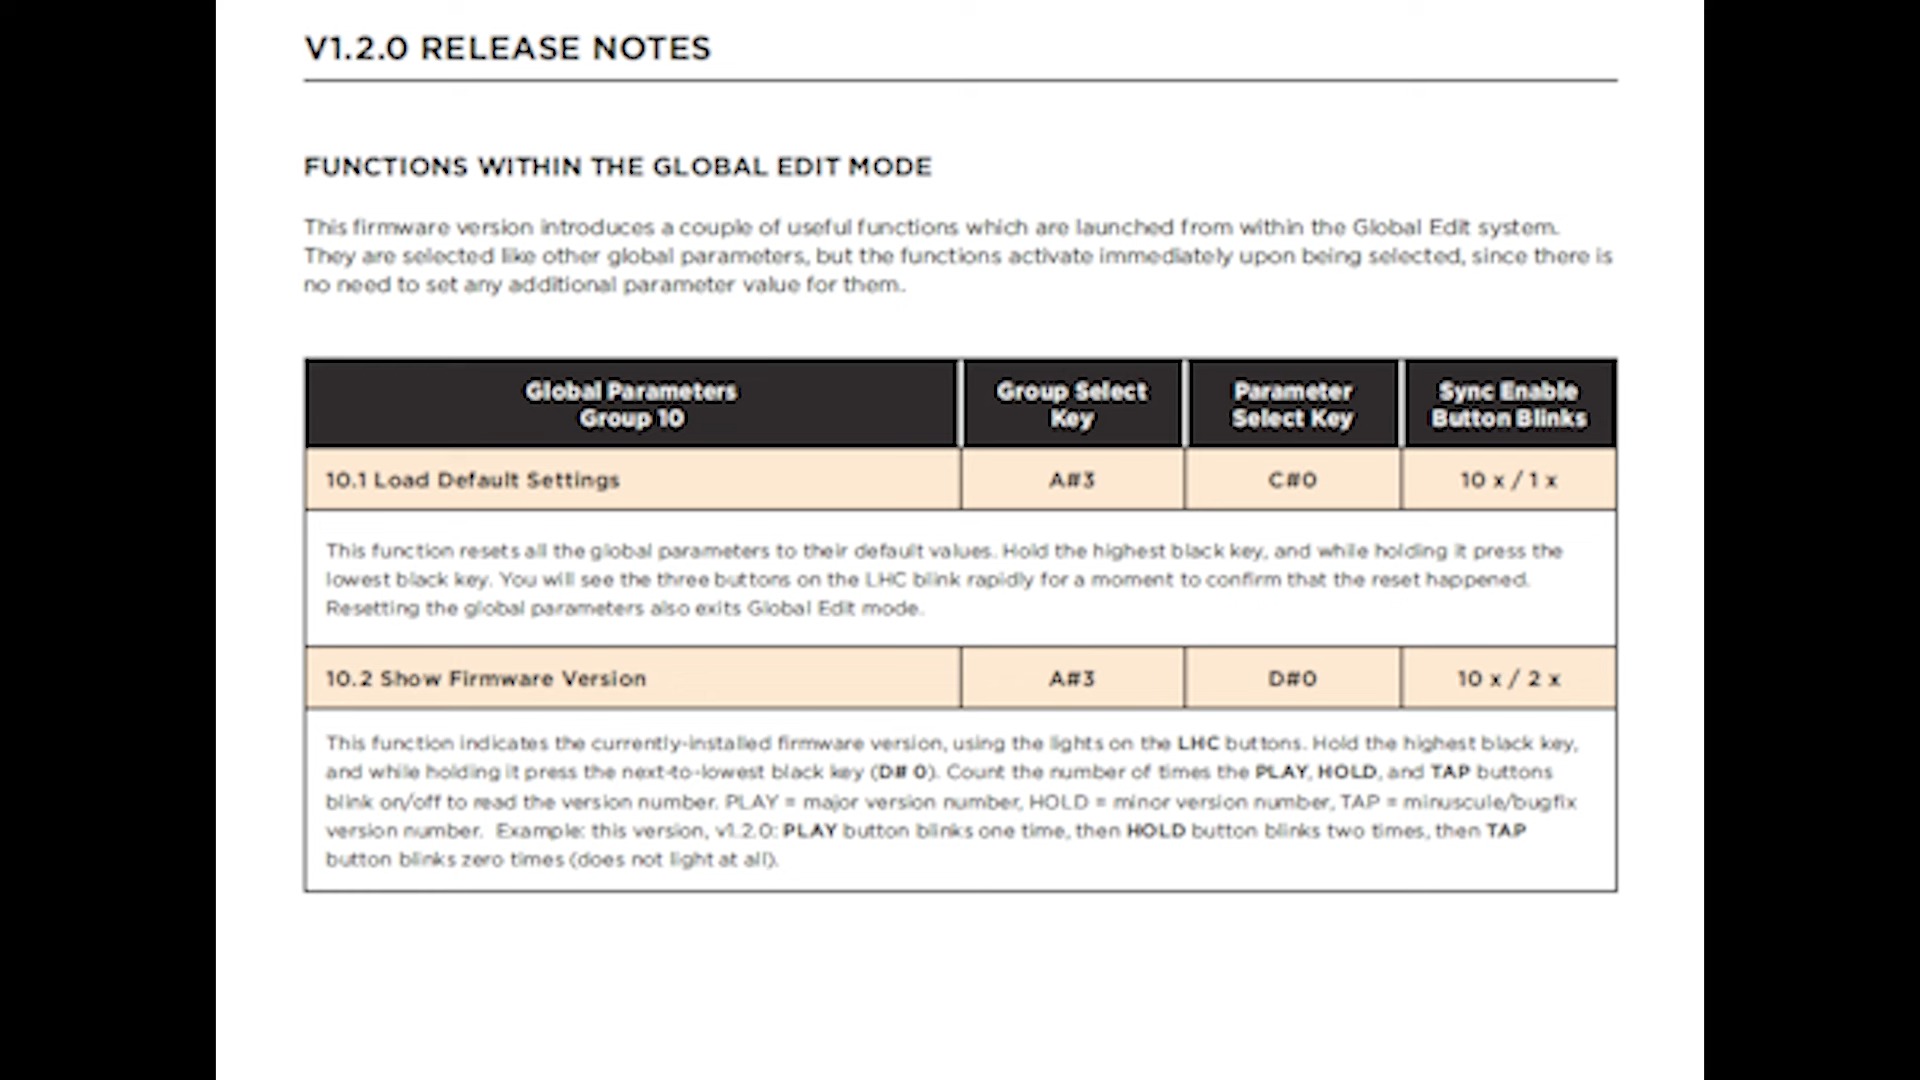 V1.2.0 RELEASE NOTES
FUNCTIONS WITHIN THE GLOBAL EDIT MODE
This firmware version introduces a couple of useful functions which are launched from within the Global Edit system.
They are selected like other global parameters, but the functions activate immediately upon being selected, since there is
no need to set any additional parameter value for them.
Global Parameters Group 10 | Group Select Key | Parameter Select Key | Sync Enable Button Blinks
10.1 Load Default Settings | A#3 | C#0 | 10 x / 1 x
This function resets all the global parameters to their default values. Hold the highest black key, and while holding it press the
lowest black key. You will see the three buttons on the LHC blink rapidly for a moment to confirm that the reset happened.
Resetting the global parameters also exits Global Edit mode.
10.2 Show Firmware Version | A#3 | D#0 | 10 x / 2 x
This function indicates the currently-installed firmware version, using the lights on the LHC buttons. Hold the highest black key,
and while holding it press the next-to-lowest black key (D# 0). Count the number of times the PLAY, HOLD, and TAP buttons
blink on/off to read the version number. PLAY = major version number, HOLD = minor version number, TAP = minuscule/bugfix
version number. Example: this version, v1.2.0: PLAY button blinks one time, then HOLD button blinks two times, then TAP
button blinks zero times (does not light at all).